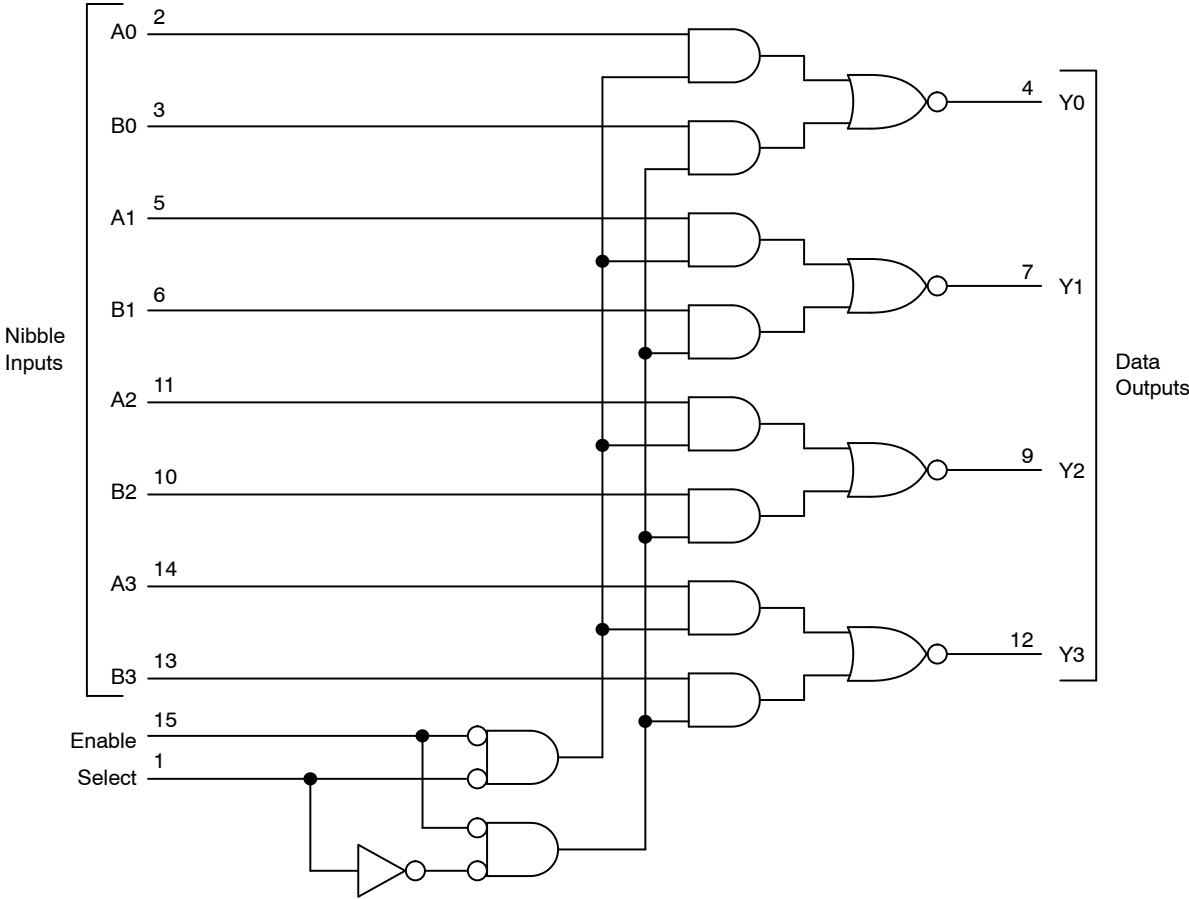 A0 2
B0 3
A1 5
B1 6
A2 11
B2 10
A3 14
B3 13
Nibble
Inputs
Enable 15
Select 1
4 Y0
7 Y1
9 Y2
12 Y3
Data
Outputs